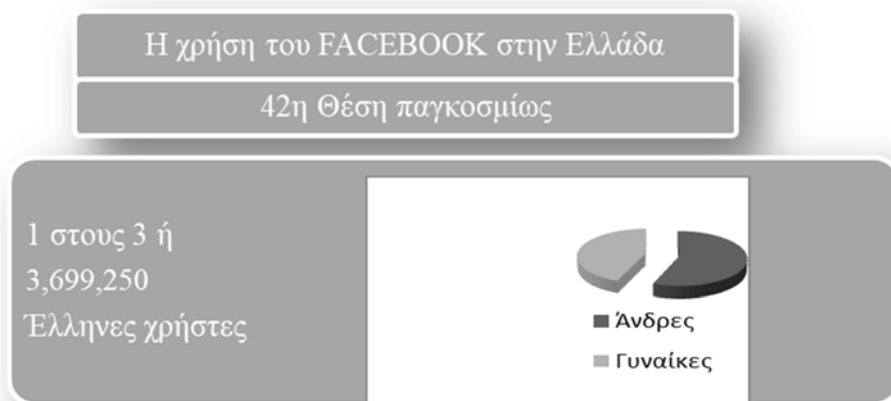 Η χρήση του FACEBOOK στην Ελλάδα
42η Θέση παγκοσμίως
1 στους 3 ή
3,699,250
Έλληνες χρήστες
Άνδρες
Γυναίκες